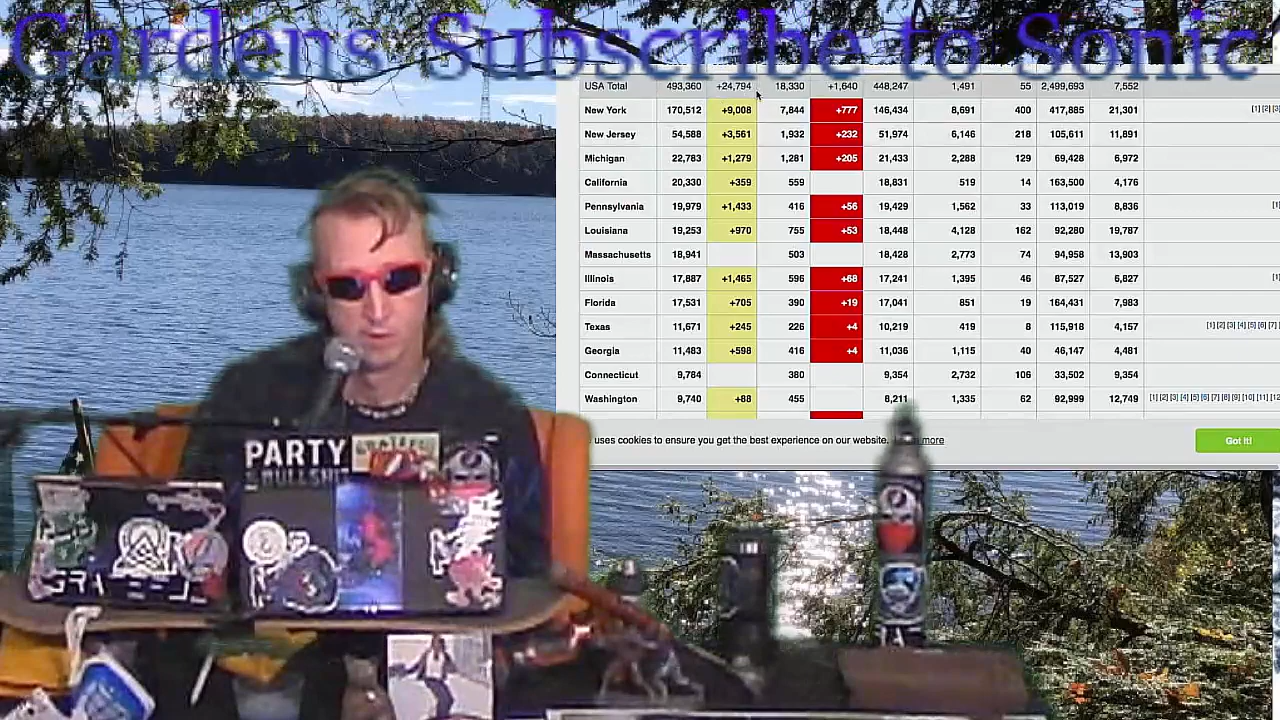 Gardens Subscribe to Sonic
USA Total 493,360 +24,794 18,330 +1,640 448,247 1,491 55 2,499,693 7,552
New York 170,512 +9,008 7,844 +777 146,434 8,691 400 417,885 21,301
New Jersey 54,588 +3,561 1,932 +232 51,974 6,146 218 105,611 11,891
Michigan 22,783 +1,279 1,281 +205 21,433 2,288 129 69,428 6,972
California 20,330 +359 559 18,831 519 14 163,500 4,176
Pennsylvania 19,979 +1,433 416 +56 19,429 1,562 33 113,019 8,836
Louisiana 19,253 +970 755 +53 18,448 4,128 162 92,280 19,787
Massachusetts 18,941 503 18,428 2,773 74 94,958 13,903
Illinois 17,887 +1,465 596 +68 17,241 1,395 46 87,527 6,827
Florida 17,531 +705 390 +19 17,041 851 19 164,431 7,983
Texas 11,671 +245 226 +4 10,219 419 8 115,918 4,157
Georgia 11,483 +598 416 +4 11,036 1,115 40 46,147 4,481
Connecticut 9,784 380 9,354 2,732 106 33,502 9,354
Washington 9,740 +88 455 8,211 1,335 62 92,999 12,749
uses cookies to ensure you get the best experience on our website. more
Got it!
PARTY